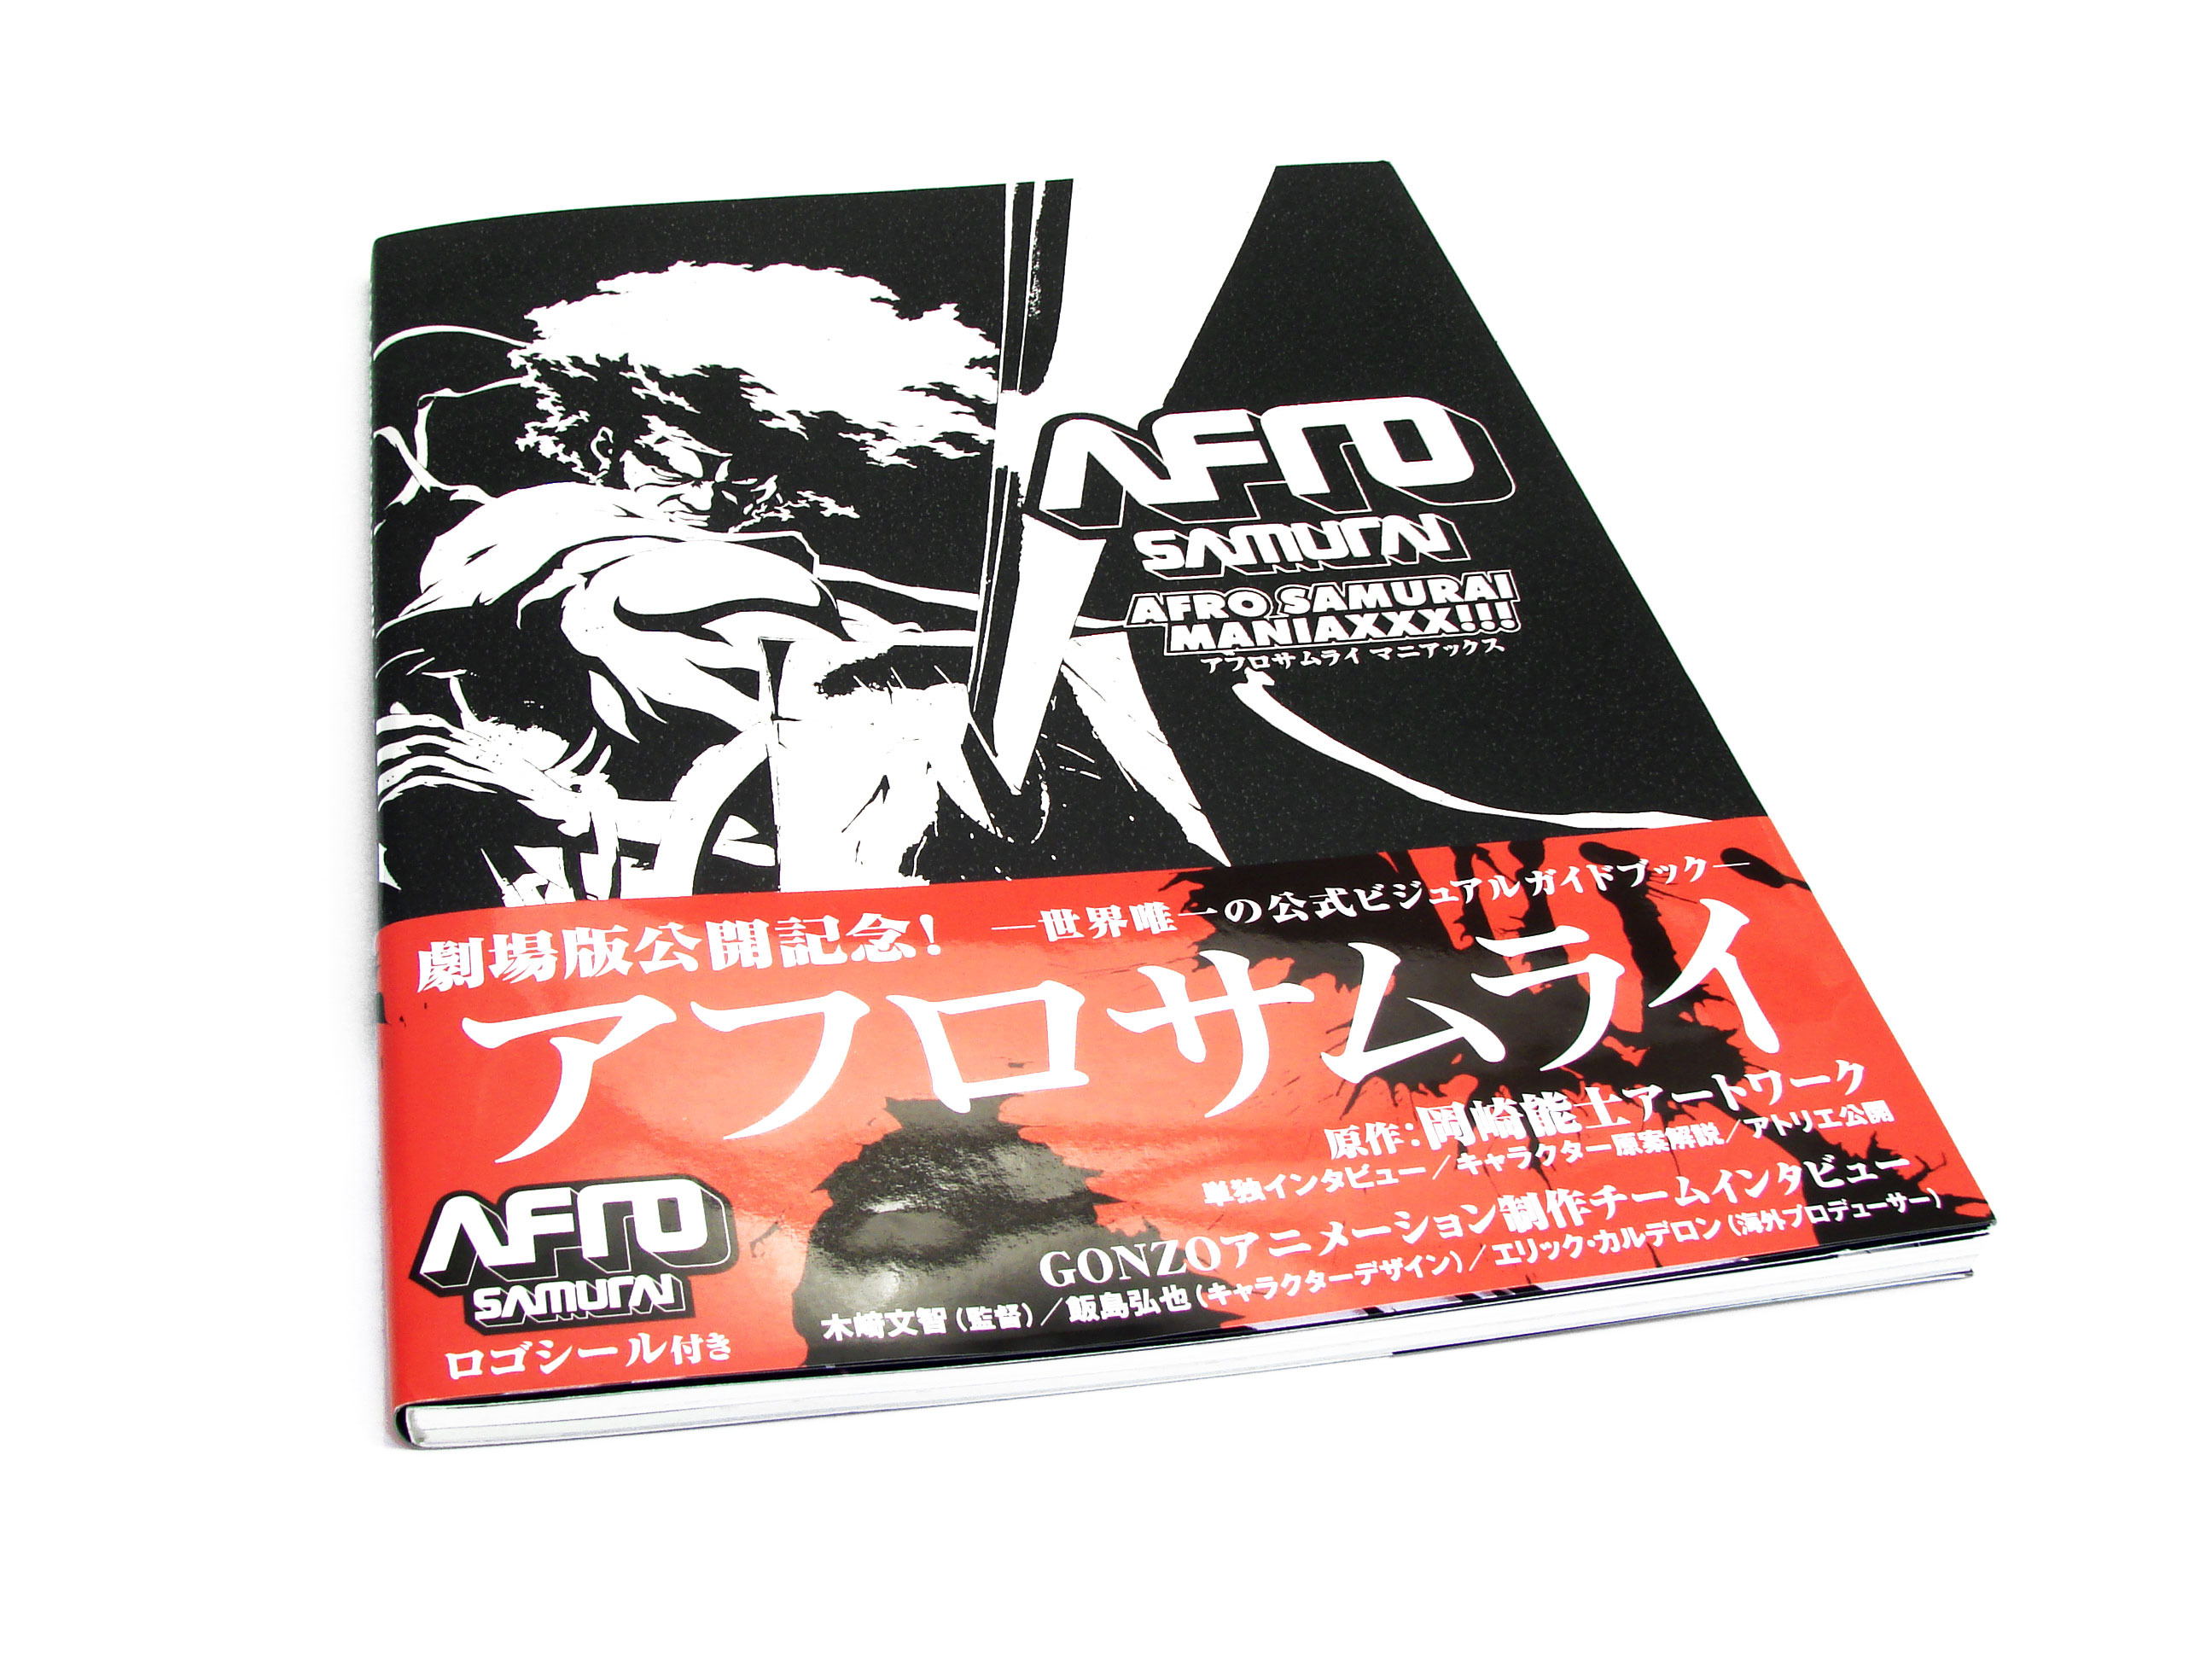 AFRO
SAMURAI
AFRO SAMURAI
MANIAXXX!!!
アフロサムライ マニアックス
劇場版公開記念!
―世界唯一の公式ビジュアルガイドブック―
アフロサムライ
原作:岡崎能士アートワーク
単独インタビュー/キャラクター原案解説/アトリエ公開
GONZOアニメーション制作チームインタビュー
木﨑文智(監督)/飯島弘也(キャラクターデザイン)/エリック・カルデロン(海外プロデューサー)
AFRO
SAMURAI
ロゴシール付き